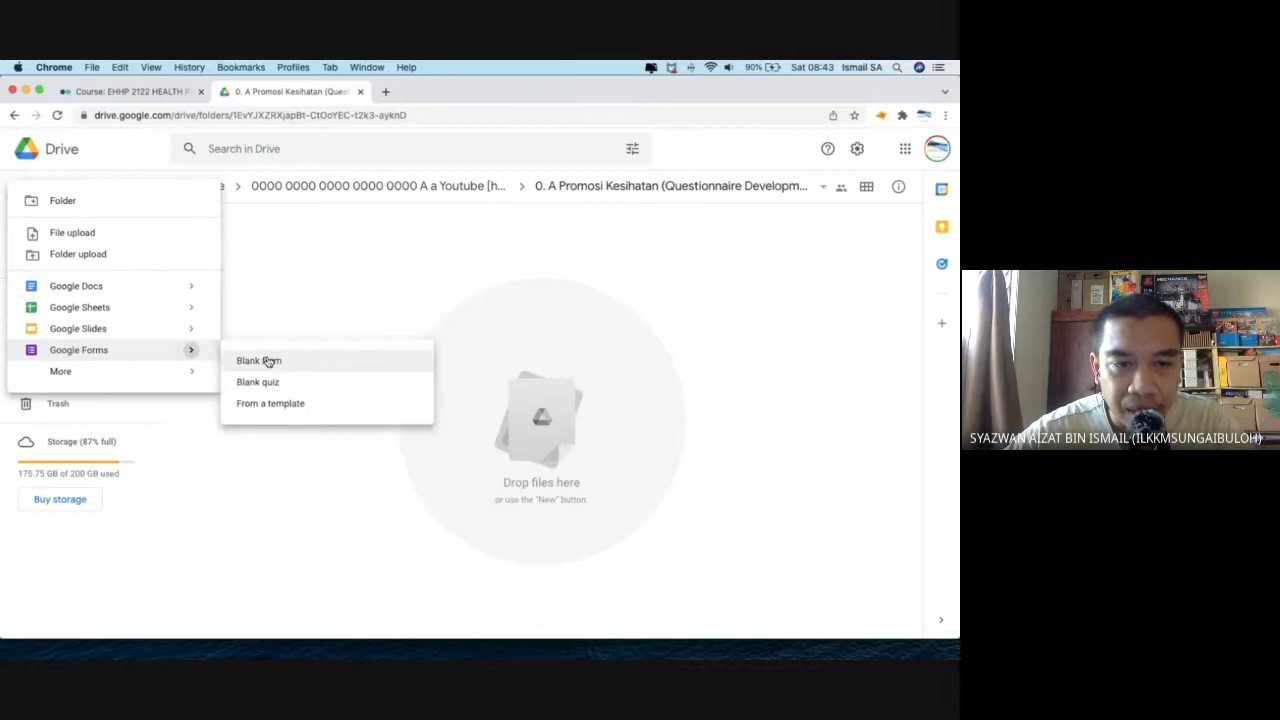 Chrome File Edit View History Bookmarks Profiles Tab Window Help 90% Sat 08:43 Ismail SA
Course: EHHP 2122 HEALTH P
0. A Promosi Kesihatan (Quest
drive.google.com/drive/folders/1EvYJXZRXjapBt-CtOoYEC-t2k3-ayknD
Drive
Search in Drive
0000 0000 0000 0000 0000 A a Youtube [h...
0. A Promosi Kesihatan (Questionnaire Developm...
Folder
File upload
Folder upload
Google Docs
Google Sheets
Google Slides
Google Forms
More
Blank form
Blank quiz
From a template
Trash
Storage (87% full)
175.75 GB of 200 GB used
Buy storage
Drop files here
or use the "New" button.
MECHANICS
SYAZWAN AIZAT BIN ISMAIL (ILKKMSUNGAIBULOH)